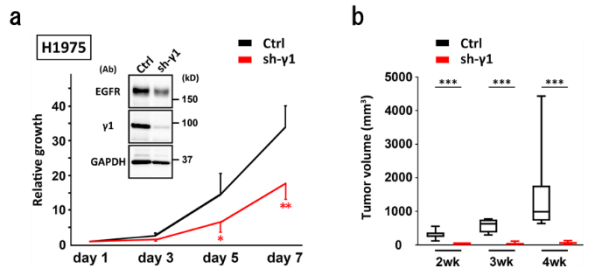 a
H1975
Ctrl
sh-γ1
(Ab)
Ctrl
sh-γ1
(kD)
EGFR
150
γ1
100
GAPDH
37
Relative growth
40
30
20
10
0
*
**
day 1
day 3
day 5
day 7
b
Ctrl
sh-γ1
Tumor volume (mm³)
5000
4000
3000
2000
1000
0
***
***
***
2wk
3wk
4wk